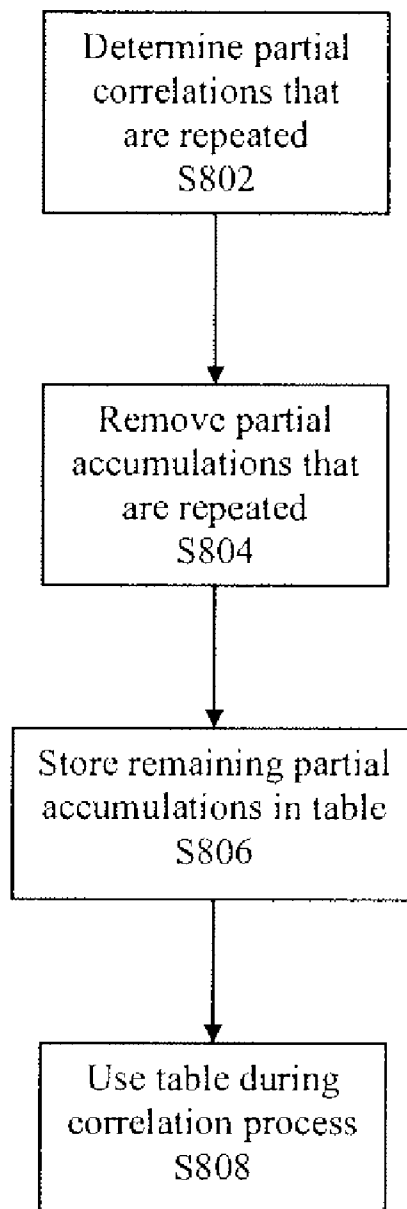 Determine partial
correlations that
are repeated
S802
Remove partial
accumulations that
are repeated
S804
Store remaining partial
accumulations in table
S806
Use table during
correlation process
S808